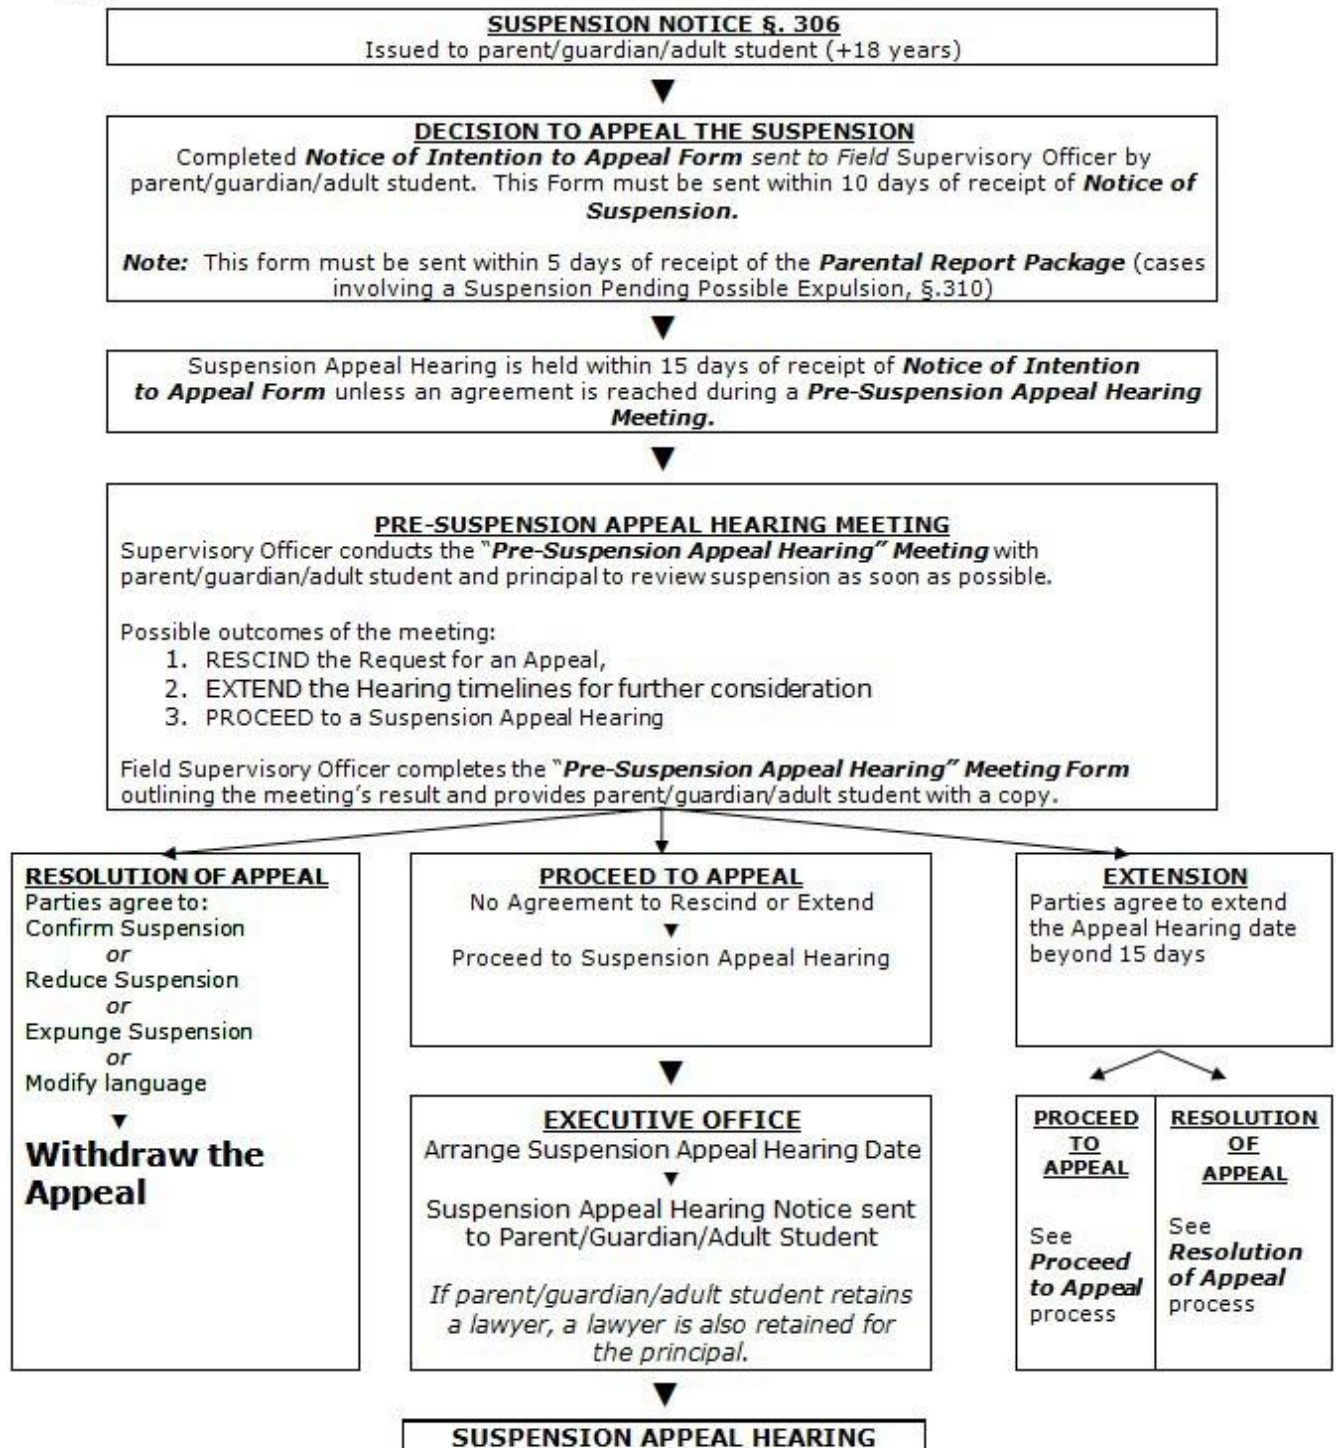 SUSPENSION NOTICE §. 306
Issued to parent/guardian/adult student (+18 years)
DECISION TO APPEAL THE SUSPENSION
Completed Notice of Intention to Appeal Form sent to Field Supervisory Officer by
parent/guardian/adult student. This Form must be sent within 10 days of receipt of Notice of
Suspension.
Note: This form must be sent within 5 days of receipt of the Parental Report Package (cases
involving a Suspension Pending Possible Expulsion, §.310)
Suspension Appeal Hearing is held within 15 days of receipt of Notice of Intention
to Appeal Form unless an agreement is reached during a Pre-Suspension Appeal Hearing
Meeting.
PRE-SUSPENSION APPEAL HEARING MEETING
Supervisory Officer conducts the “Pre-Suspension Appeal Hearing” Meeting with
parent/guardian/adult student and principal to review suspension as soon as possible.
Possible outcomes of the meeting:
1. RESCIND the Request for an Appeal,
2. EXTEND the Hearing timelines for further consideration
3. PROCEED to a Suspension Appeal Hearing
Field Supervisory Officer completes the “Pre-Suspension Appeal Hearing” Meeting Form
outlining the meeting’s result and provides parent/guardian/adult student with a copy.
RESOLUTION OF APPEAL
Parties agree to:
Confirm Suspension
or
Reduce Suspension
or
Expunge Suspension
or
Modify language
Withdraw the
Appeal
PROCEED TO APPEAL
No Agreement to Rescind or Extend
Proceed to Suspension Appeal Hearing
EXECUTIVE OFFICE
Arrange Suspension Appeal Hearing Date
Suspension Appeal Hearing Notice sent
to Parent/Guardian/Adult Student
If parent/guardian/adult student retains
a lawyer, a lawyer is also retained for
the principal.
SUSPENSION APPEAL HEARING
EXTENSION
Parties agree to extend
the Appeal Hearing date
beyond 15 days
PROCEED
TO
APPEAL
See
Proceed
to Appeal
process
RESOLUTION
OF
APPEAL
See
Resolution
of Appeal
process